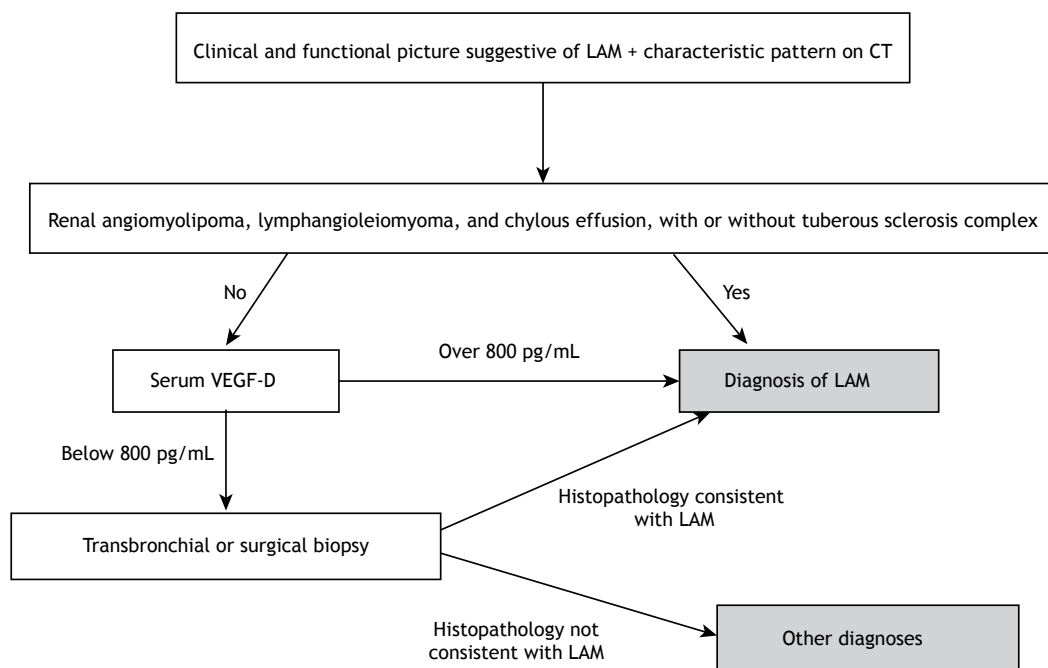 Clinical and functional picture suggestive of LAM + characteristic pattern on CT
Renal angiomyolipoma, lymphangioleiomyoma, and chylous effusion, with or without tuberous sclerosis complex
No
Yes
Serum VEGF-D
Over 800 pg/mL
Diagnosis of LAM
Below 800 pg/mL
Transbronchial or surgical biopsy
Histopathology consistent
with LAM
Histopathology not
consistent with LAM
Other diagnoses